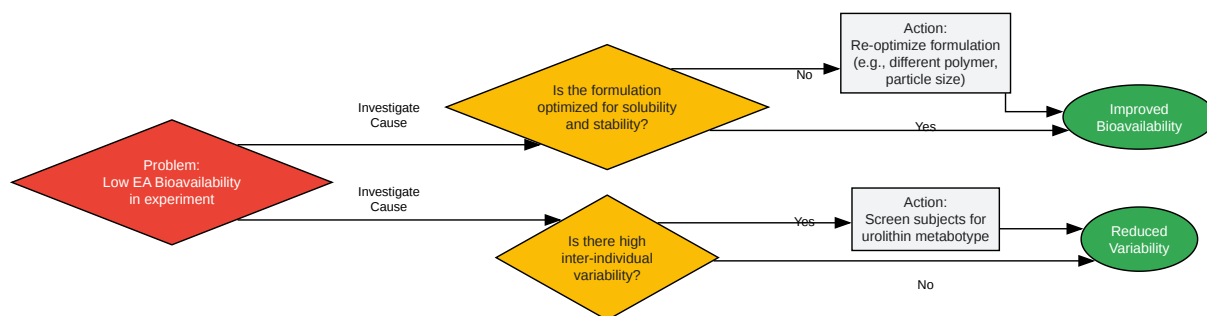 Problem:
Low EA Bioavailability
in experiment
Investigate
Cause
Investigate
Cause
Is the formulation
optimized for solubility
and stability?
No
Yes
Action:
Re-optimize formulation
(e.g., different polymer,
particle size)
Improved
Bioavailability
Is there high
inter-individual
variability?
Yes
No
Action:
Screen subjects for
urolithin metabotype
Reduced
Variability